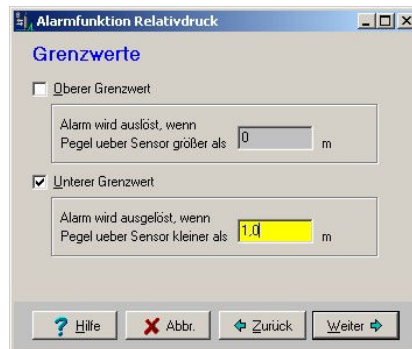 Alarmfunktion Relativdruck
Grenzwerte
Oberer Grenzwert
Alarm wird auslöst, wenn
Pegel ueber Sensor größer als 0 m
Unterer Grenzwert
Alarm wird ausgelöst, wenn
Pegel ueber Sensor kleiner als 1,0 m
? Hilfe Abbr. Zurück Weiter